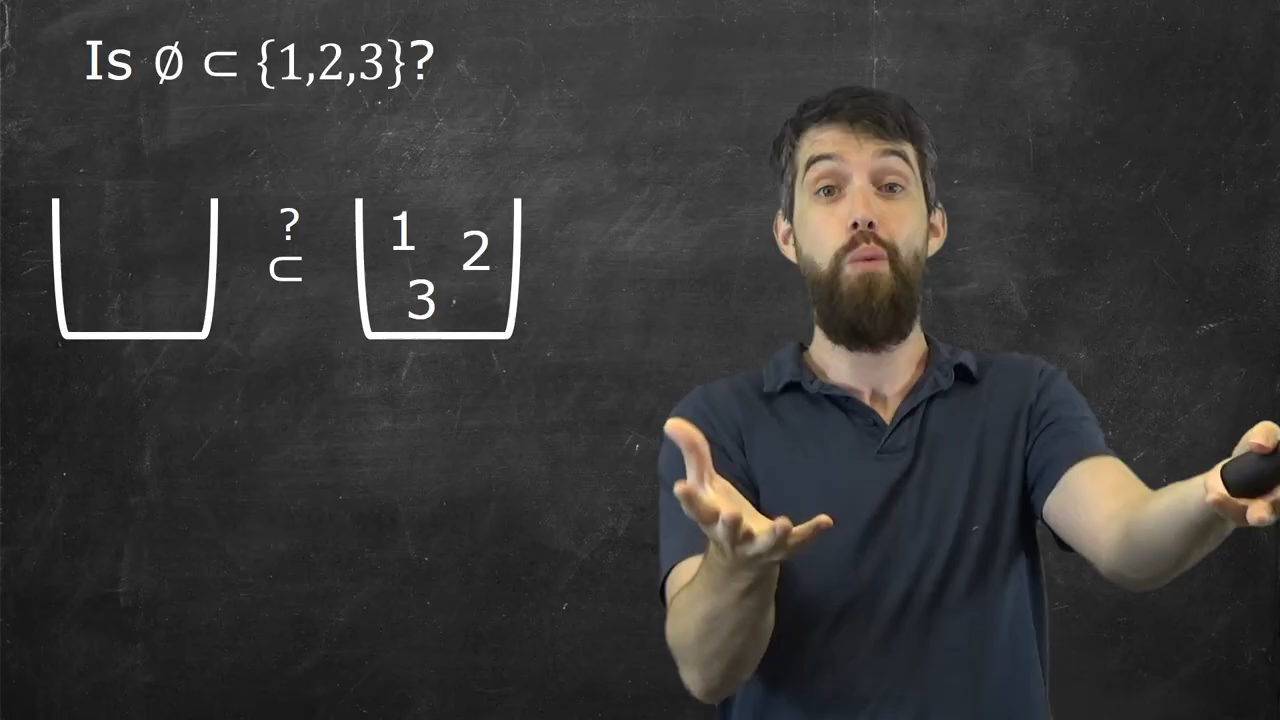 Is ∅ ⊂ {1,2,3}?
?
⊂
1 2
3